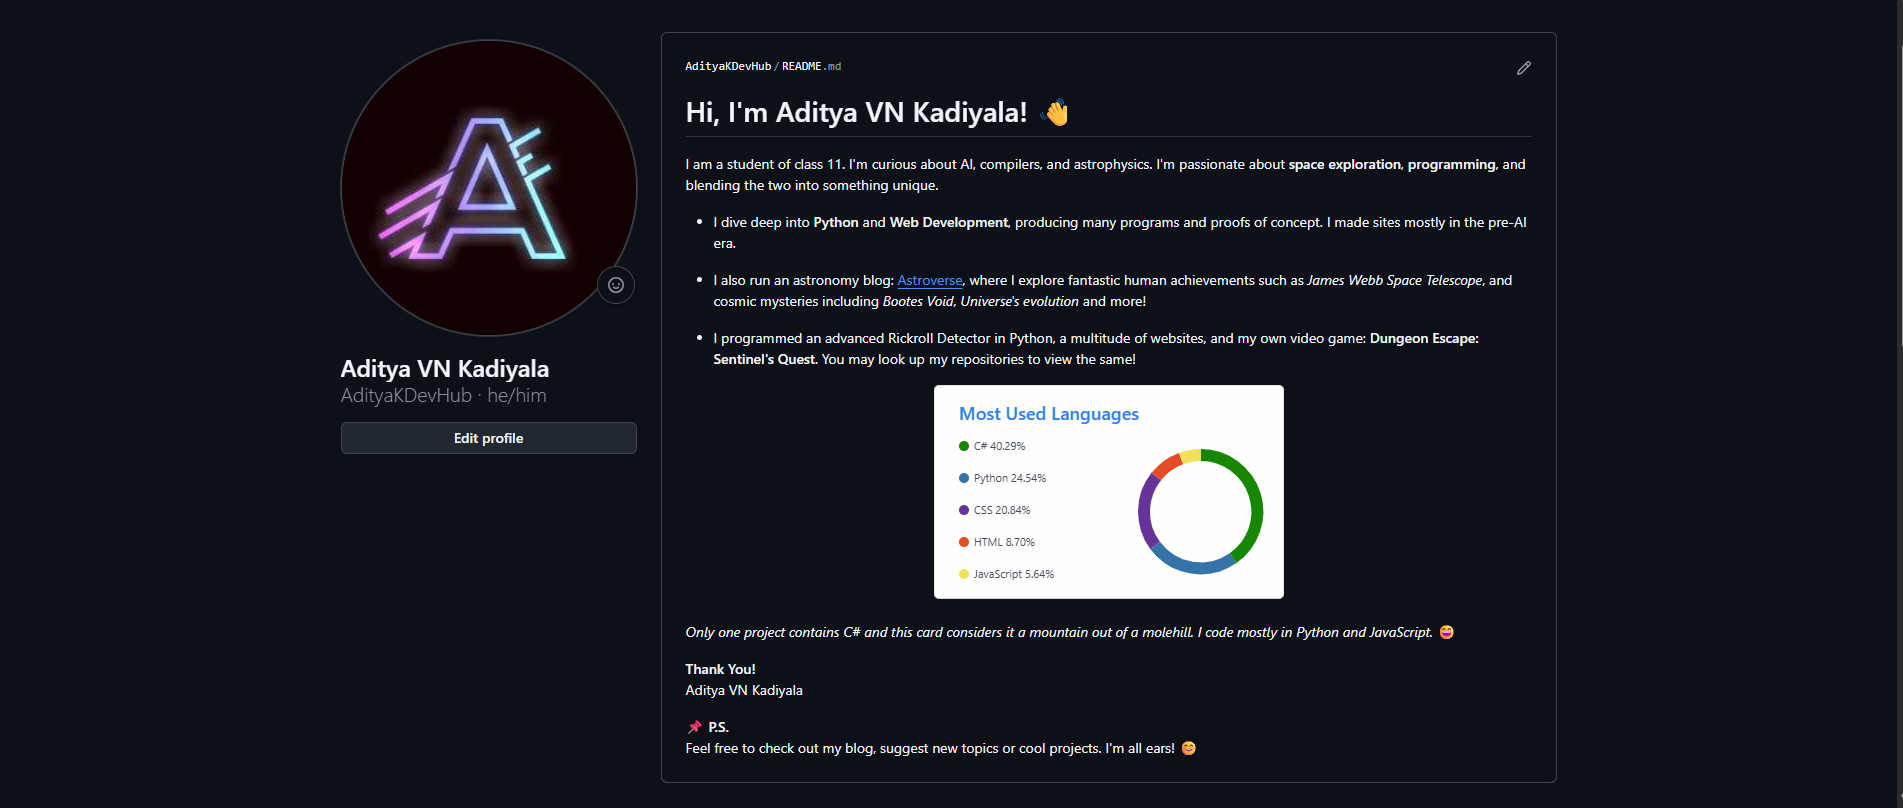 AdityaKDevHub/README.md
Hi, I'm Aditya VN Kadiyala! 👋
I am a student of class 11. I'm curious about AI, compilers, and astrophysics. I'm passionate about space exploration, programming, and
blending the two into something unique.
• I dive deep into Python and Web Development, producing many programs and proofs of concept. I made sites mostly in the pre-AI
era.
• I also run an astronomy blog: Astroverse, where I explore fantastic human achievements such as James Webb Space Telescope, and
cosmic mysteries including Bootes Void, Universe's evolution and more!
• I programmed an advanced Rickroll Detector in Python, a multitude of websites, and my own video game: Dungeon Escape:
Sentinel's Quest. You may look up my repositories to view the same!
Most Used Languages
C# 40.29%
Python 24.54%
CSS 20.84%
HTML 8.70%
JavaScript 5.64%
Only one project contains C# and this card considers it a mountain out of a molehill. I code mostly in Python and JavaScript. 😄
Thank You!
Aditya VN Kadiyala
📌 P.S.
Feel free to check out my blog, suggest new topics or cool projects. I'm all ears! 😊
A
Aditya VN Kadiyala
AdityaKDevHub · he/him
Edit profile